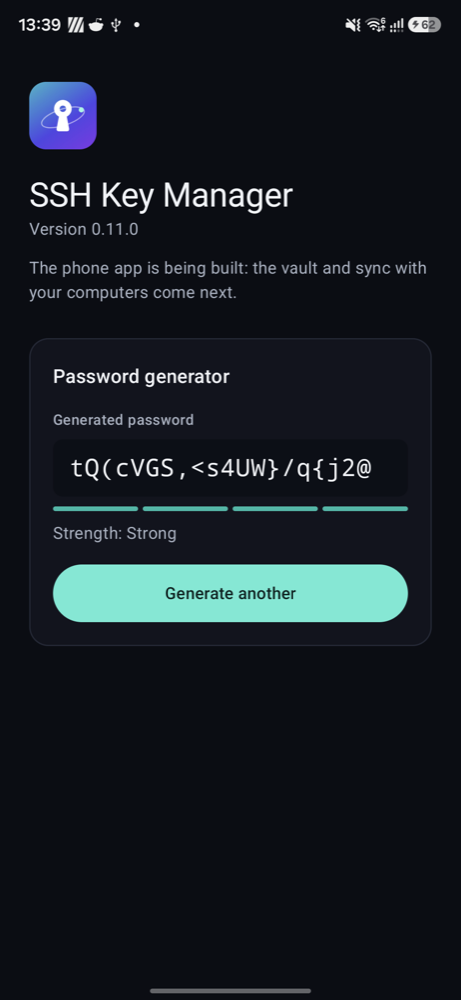 13:39
6
62
SSH Key Manager
Version 0.11.0
The phone app is being built: the vault and sync with
your computers come next.
Password generator
Generated password
tQ(cVGS,<s4UW}/q{j2@
Strength: Strong
Generate another